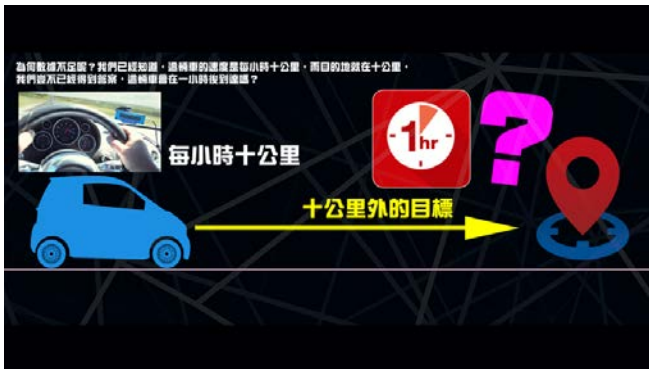 為何數據不足呢？我們已經知道，這輛車的速度是每小時十公里，而目的地就在十公里，
我們豈不已經得到答案，這輛車會在一小時後到達嗎？
每小時十公里
1hr
?
十公里外的目標